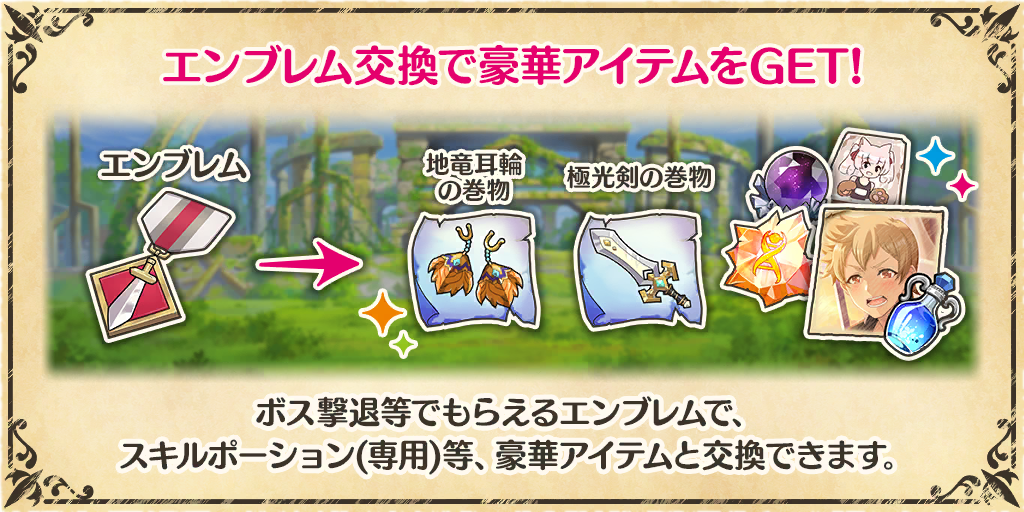 エンブレム交換で豪華アイテムをGET!
エンブレム
地竜耳輪
の巻物
極光剣の巻物
ボス撃退等でもらえるエンブレムで、
スキルポーション(専用)等、豪華アイテムと交換できます。